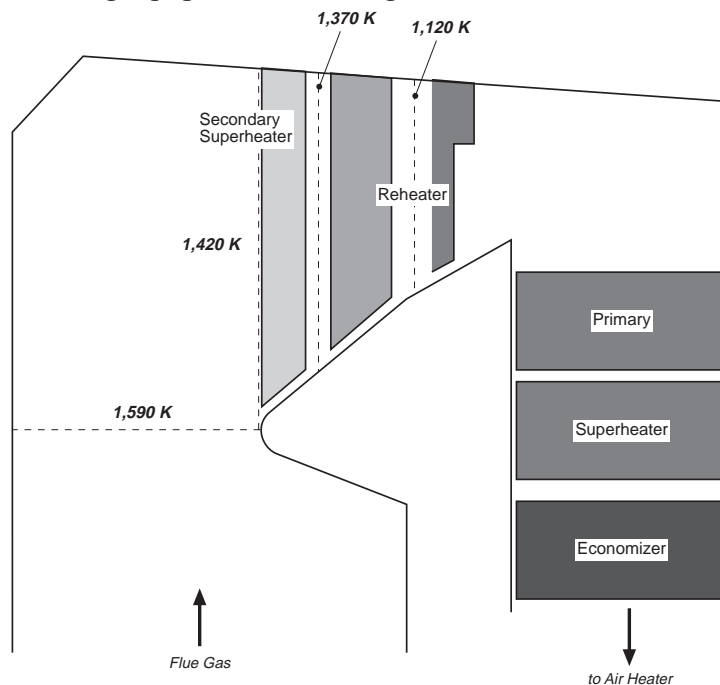 1,370 K
1,120 K
Secondary
Superheater
Reheater
1,420 K
Primary
1,590 K
Superheater
Economizer
Flue Gas
to Air Heater